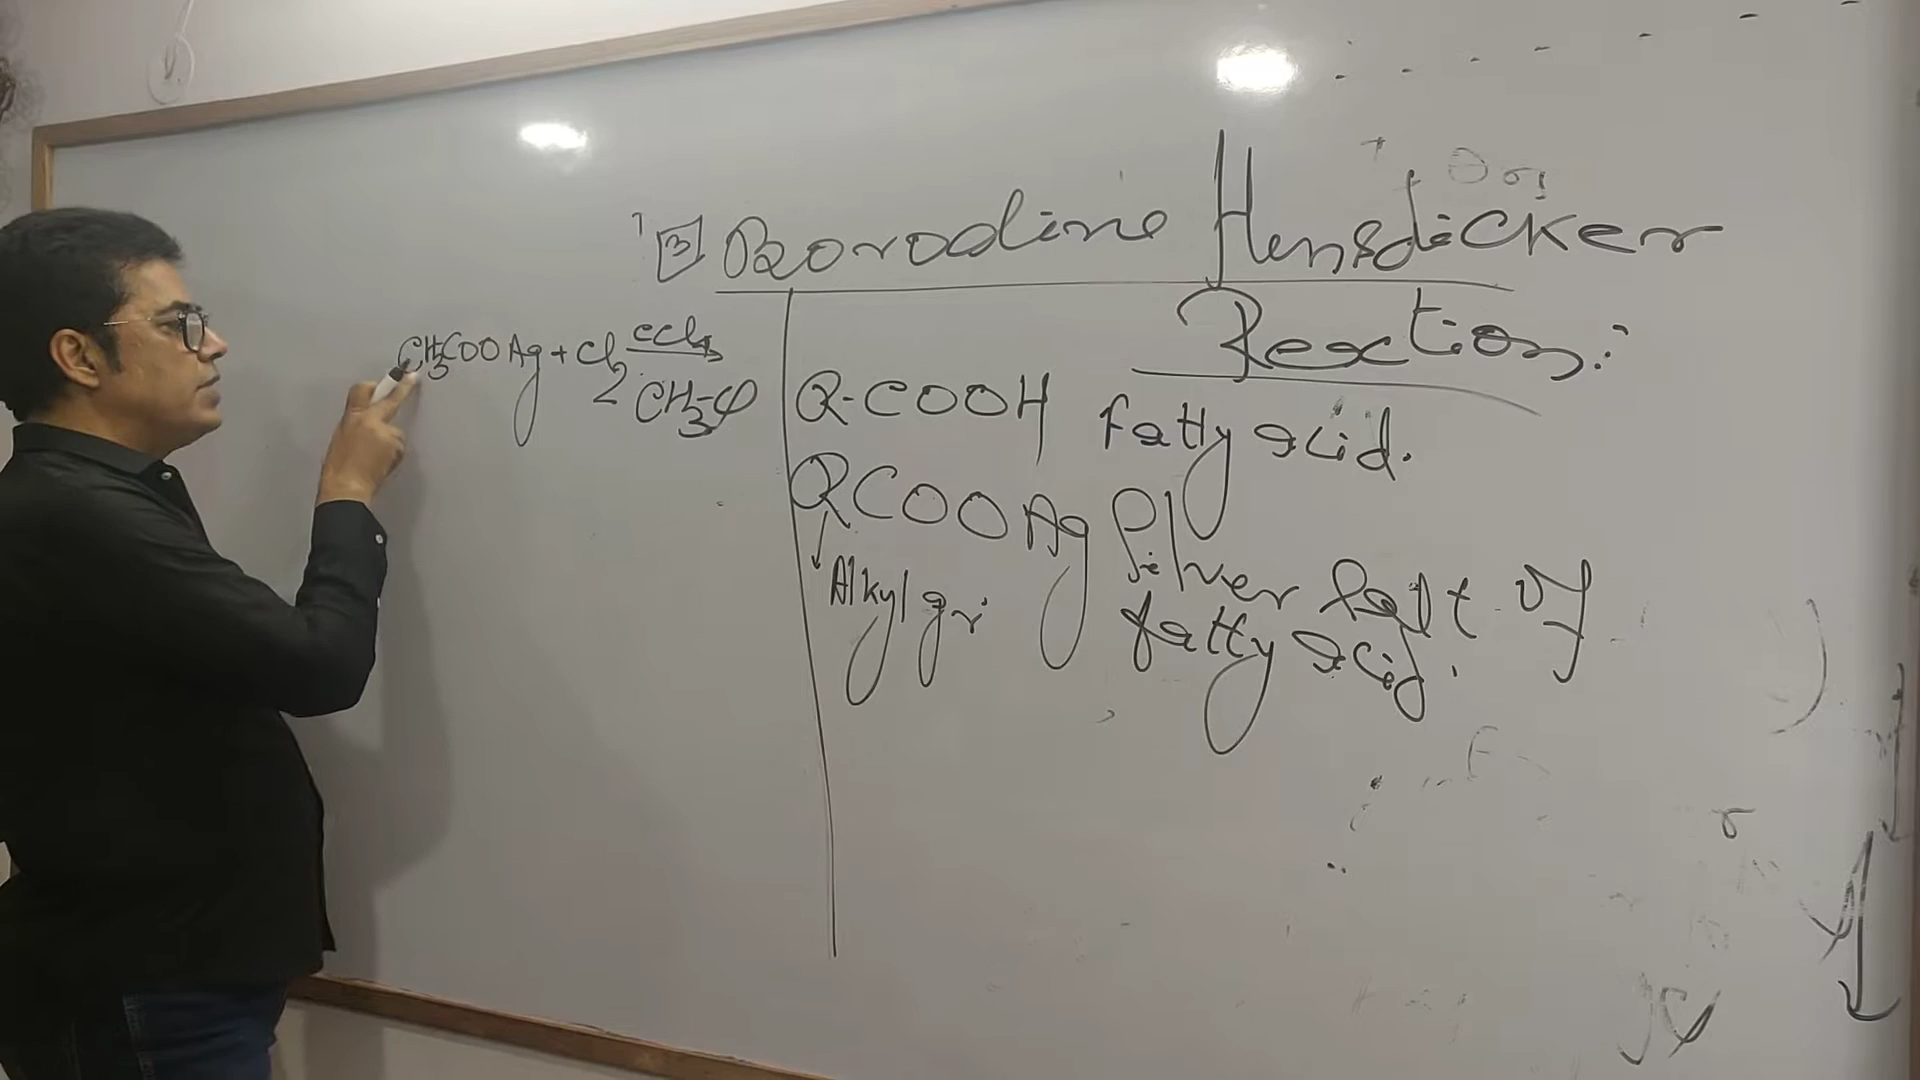 3 Borodine Hunsdicker
Reaction:
CH3COOAg + Cl2 CCl4
CH3-Cl
R-COOH fatty acid.
RCOOAg Silver Salt of
fatty acid.
Alkyl gr.